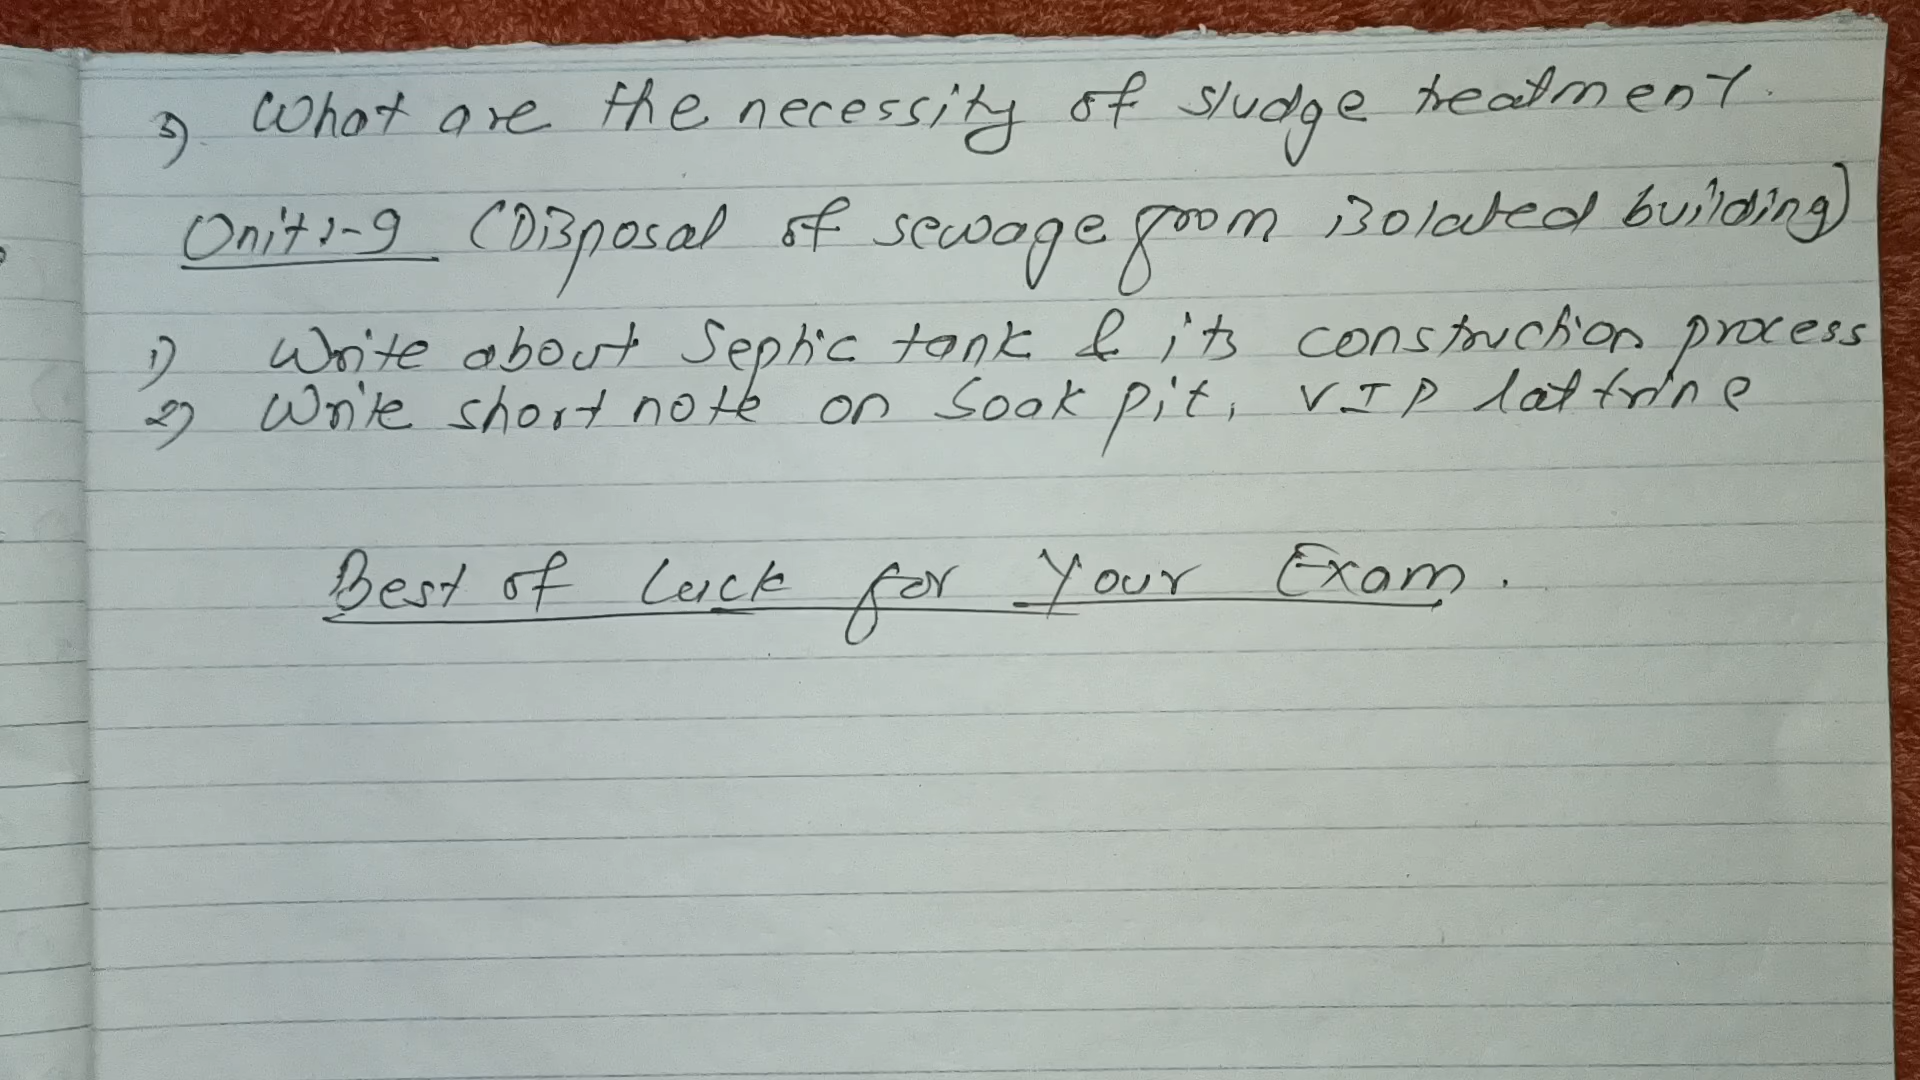 3) What are the necessity of sludge treatment.
Unit:-9 (Disposal of sewage from isolated building)
1) Write about Septic tank & its construction process
2) Write short note on Soak pit, VIP lattrine
Best of Luck for Your Exam.